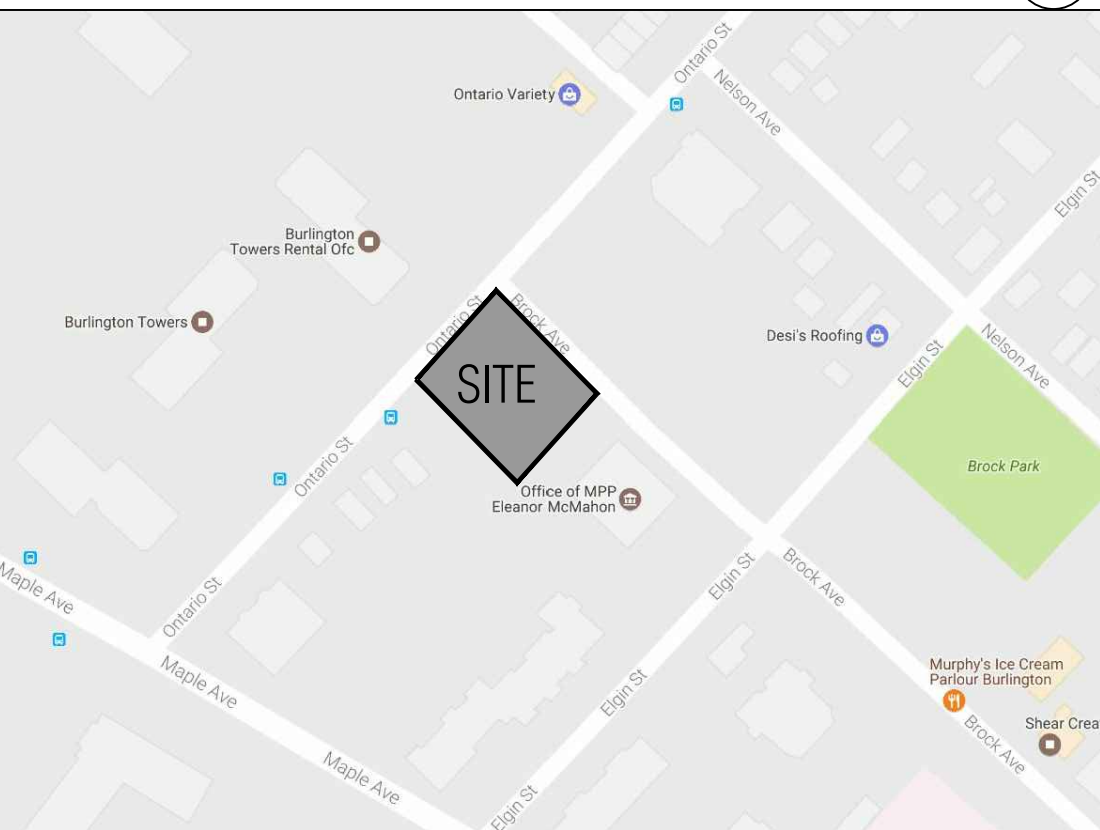 Ontario St
Nelson Ave
Ontario Variety
Elgin St
Burlington
Towers Rental Ofc
Burlington Towers
Ontario St
Brock Ave
Desi's Roofing
Elgin St
Nelson Ave
SITE
Ontario St
Brock Park
Office of MPP
Eleanor McMahon
Maple Ave
Ontario St
Elgin St
Brock Ave
Maple Ave
Elgin St
Murphy's Ice Cream
Parlour Burlington
Shear Crea
Brock Ave
Maple Ave
Elgin St